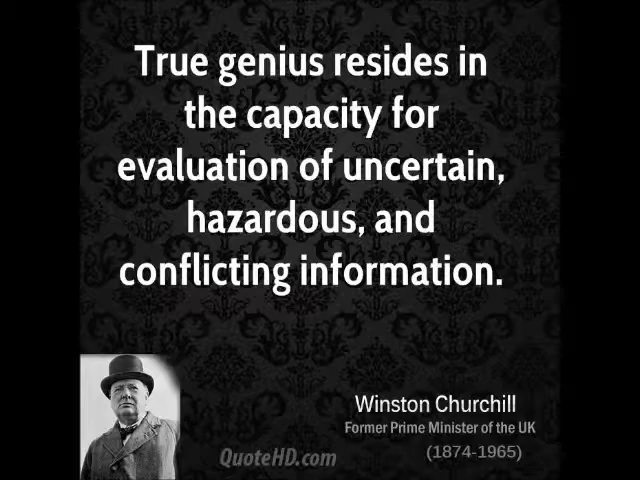 True genius resides in
the capacity for
evaluation of uncertain,
hazardous, and
conflicting information.
Winston Churchill
Former Prime Minister of the UK
(1874-1965)
QuoteHD.com